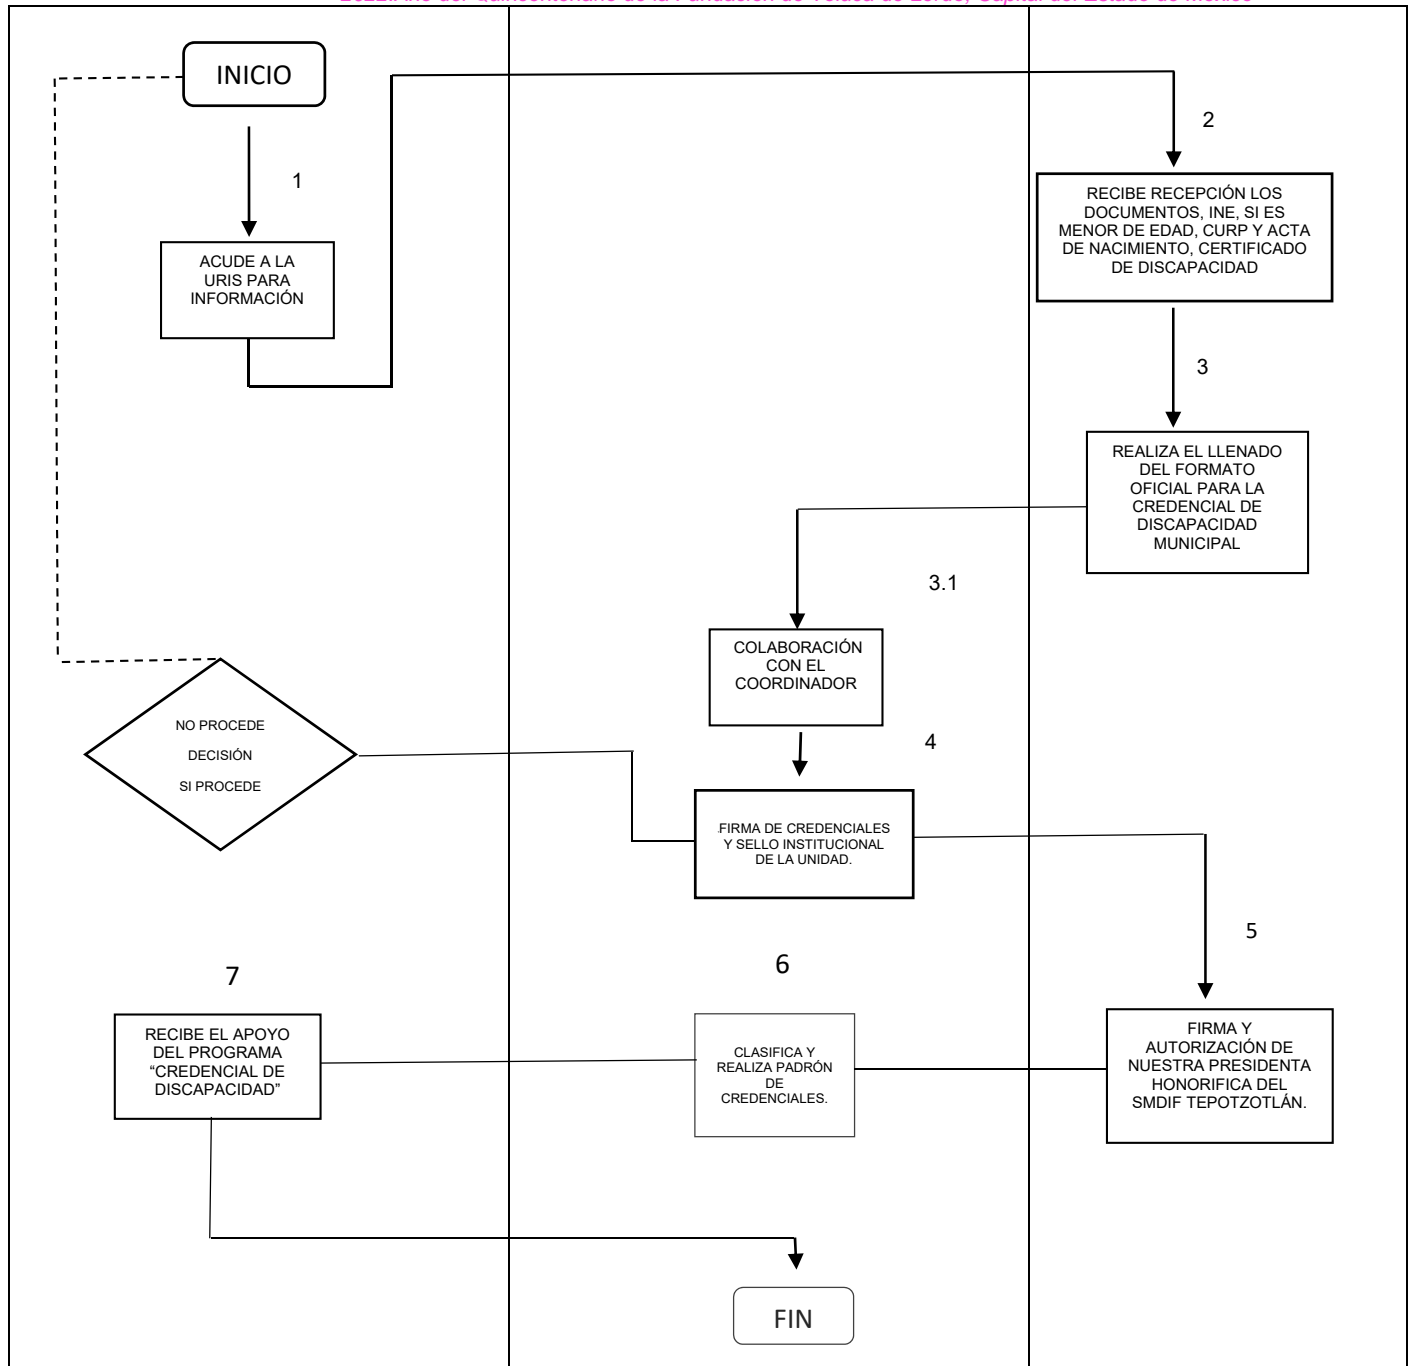 INICIO
1
ACUDE A LA
URIS PARA
INFORMACIÓN
2
RECIBE RECEPCIÓN LOS
DOCUMENTOS, INE, SI ES
MENOR DE EDAD, CURP Y ACTA
DE NACIMIENTO, CERTIFICADO
DE DISCAPACIDAD
3
REALIZA EL LLENADO
DEL FORMATO
OFICIAL PARA LA
CREDENCIAL DE
DISCAPACIDAD
MUNICIPAL
3.1
COLABORACIÓN
CON EL
COORDINADOR
4
FIRMA DE CREDENCIALES
Y SELLO INSTITUCIONAL
DE LA UNIDAD.
NO PROCEDE
DECISIÓN
SI PROCEDE
5
FIRMA Y
AUTORIZACIÓN DE
NUESTRA PRESIDENTA
HONORIFICA DEL
SMDIF TEPOTZOTLÁN.
6
CLASIFICA Y
REALIZA PADRÓN
DE
CREDENCIALES.
7
RECIBE EL APOYO
DEL PROGRAMA
“CREDENCIAL DE
DISCAPACIDAD”
FIN